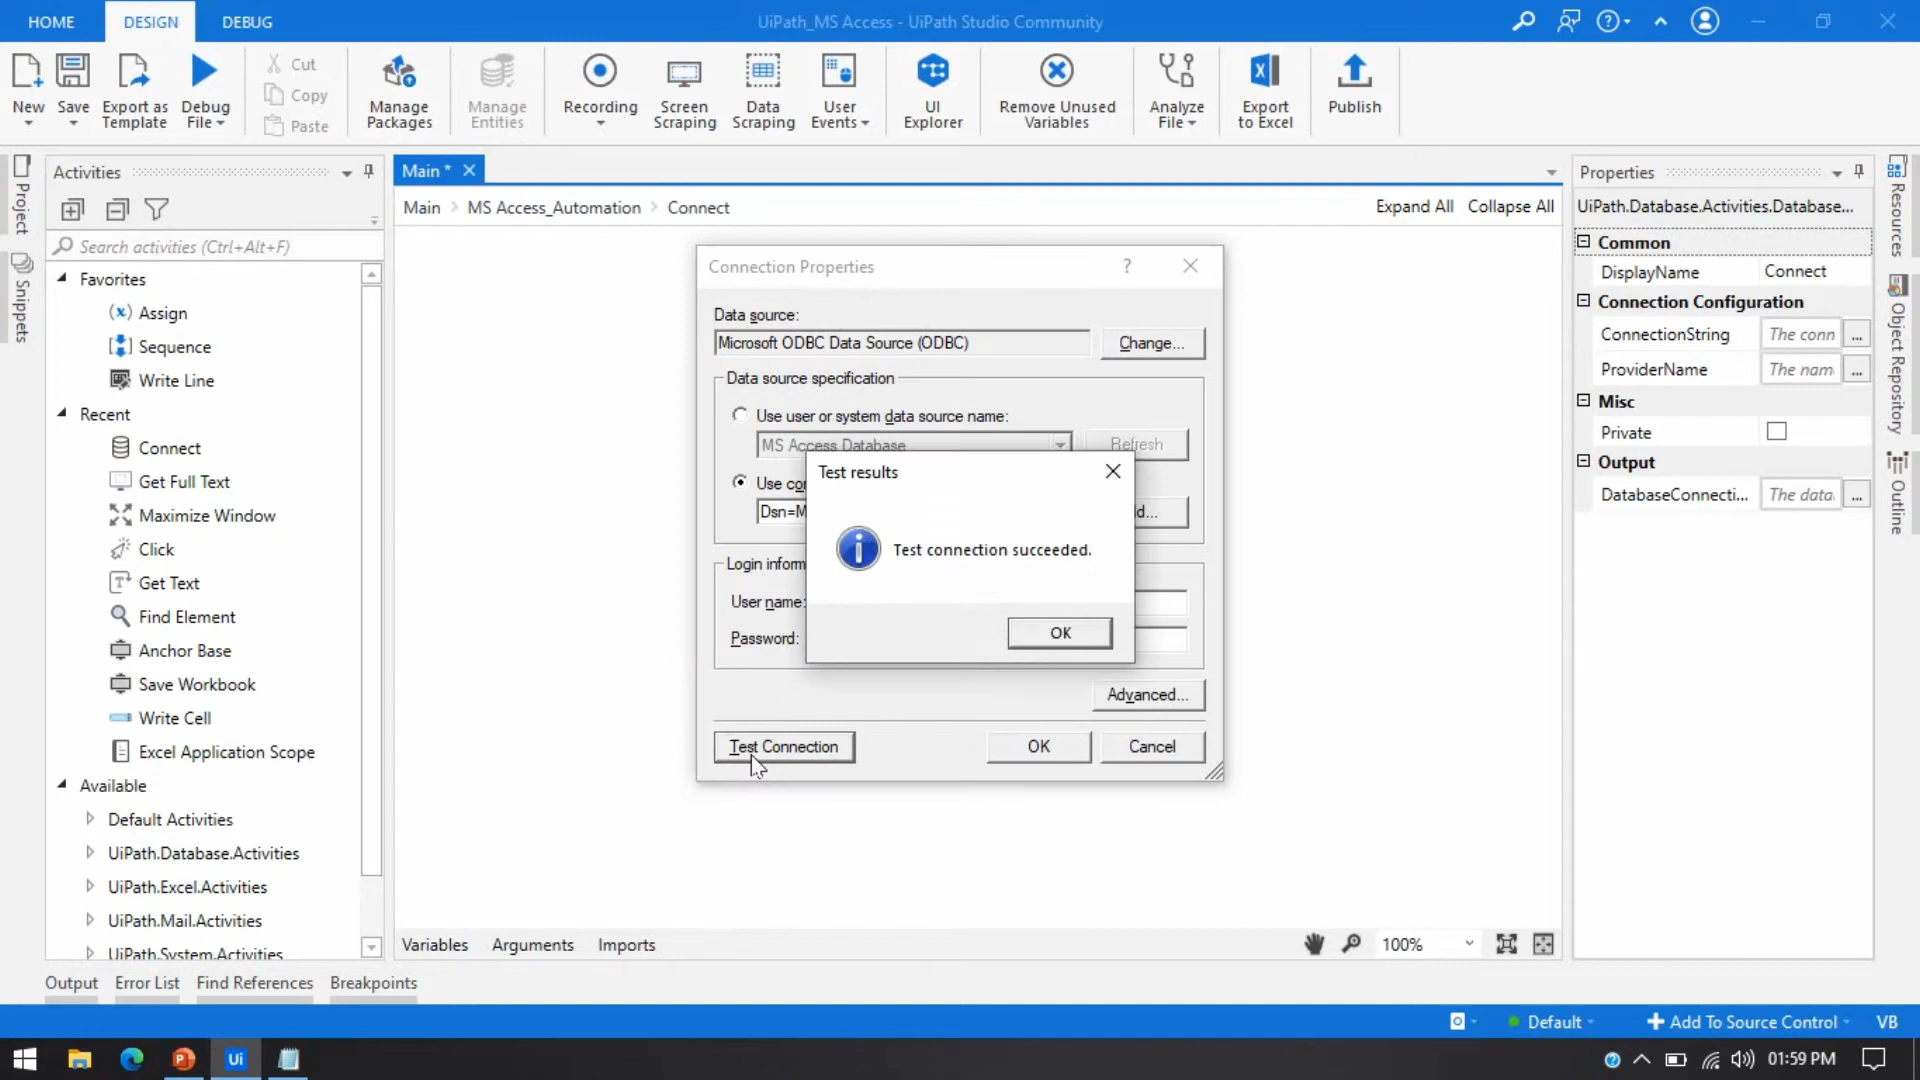 HOME DESIGN DEBUG UiPath_MS Access - UiPath Studio Community
New Save Export as Template Debug File Cut Copy Paste Manage Packages Manage Entities Recording Screen Scraping Data Scraping User Events UI Explorer Remove Unused Variables Analyze File Export to Excel Publish
Project
Snippets
Activities
Search activities (Ctrl+Alt+F)
Favorites
Assign
Sequence
Write Line
Recent
Connect
Get Full Text
Maximize Window
Click
Get Text
Find Element
Anchor Base
Save Workbook
Write Cell
Excel Application Scope
Available
Default Activities
UiPath.Database.Activities
UiPath.Excel.Activities
UiPath.Mail.Activities
UiPath.System.Activities
Main *
Main > MS Access_Automation > Connect Expand All Collapse All
Connection Properties ?
Data source:
Microsoft ODBC Data Source (ODBC) Change...
Data source specification
Use user or system data source name:
MS Access Database Refresh
Use co
Dsn=M d...
Login inform
User name:
Password:
Advanced...
Test Connection OK Cancel
Test results
Test connection succeeded.
OK
Variables Arguments Imports 100%
Properties
UiPath.Database.Activities.Database...
Common
DisplayName Connect
Connection Configuration
ConnectionString The conn ...
ProviderName The nam ...
Misc
Private
Output
DatabaseConnecti... The data. ...
Resources
Object Repository
Outline
Output Error List Find References Breakpoints
Default Add To Source Control VB
Ui 01:59 PM